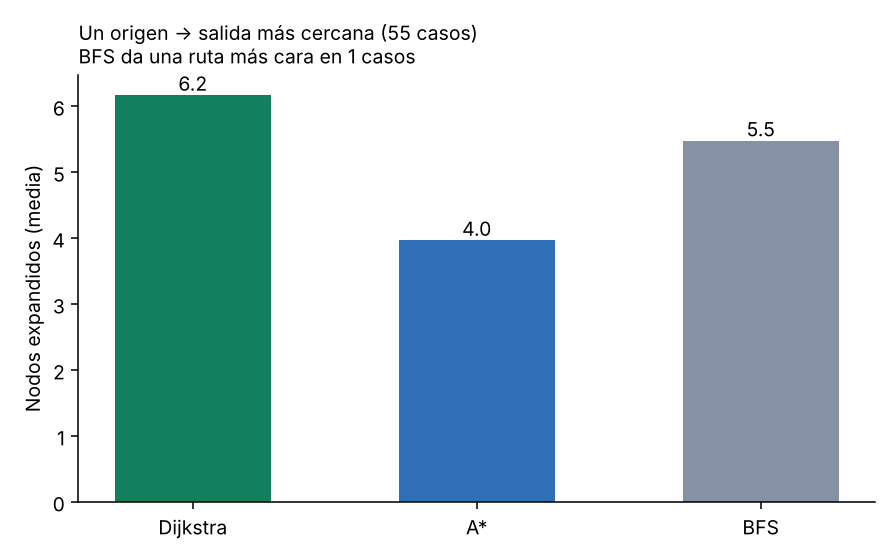 Un origen → salida más cercana (55 casos)
BFS da una ruta más cara en 1 casos
Nodos expandidos (media)
6
5
4
3
2
1
0
6.2
4.0
5.5
Dijkstra
A*
BFS